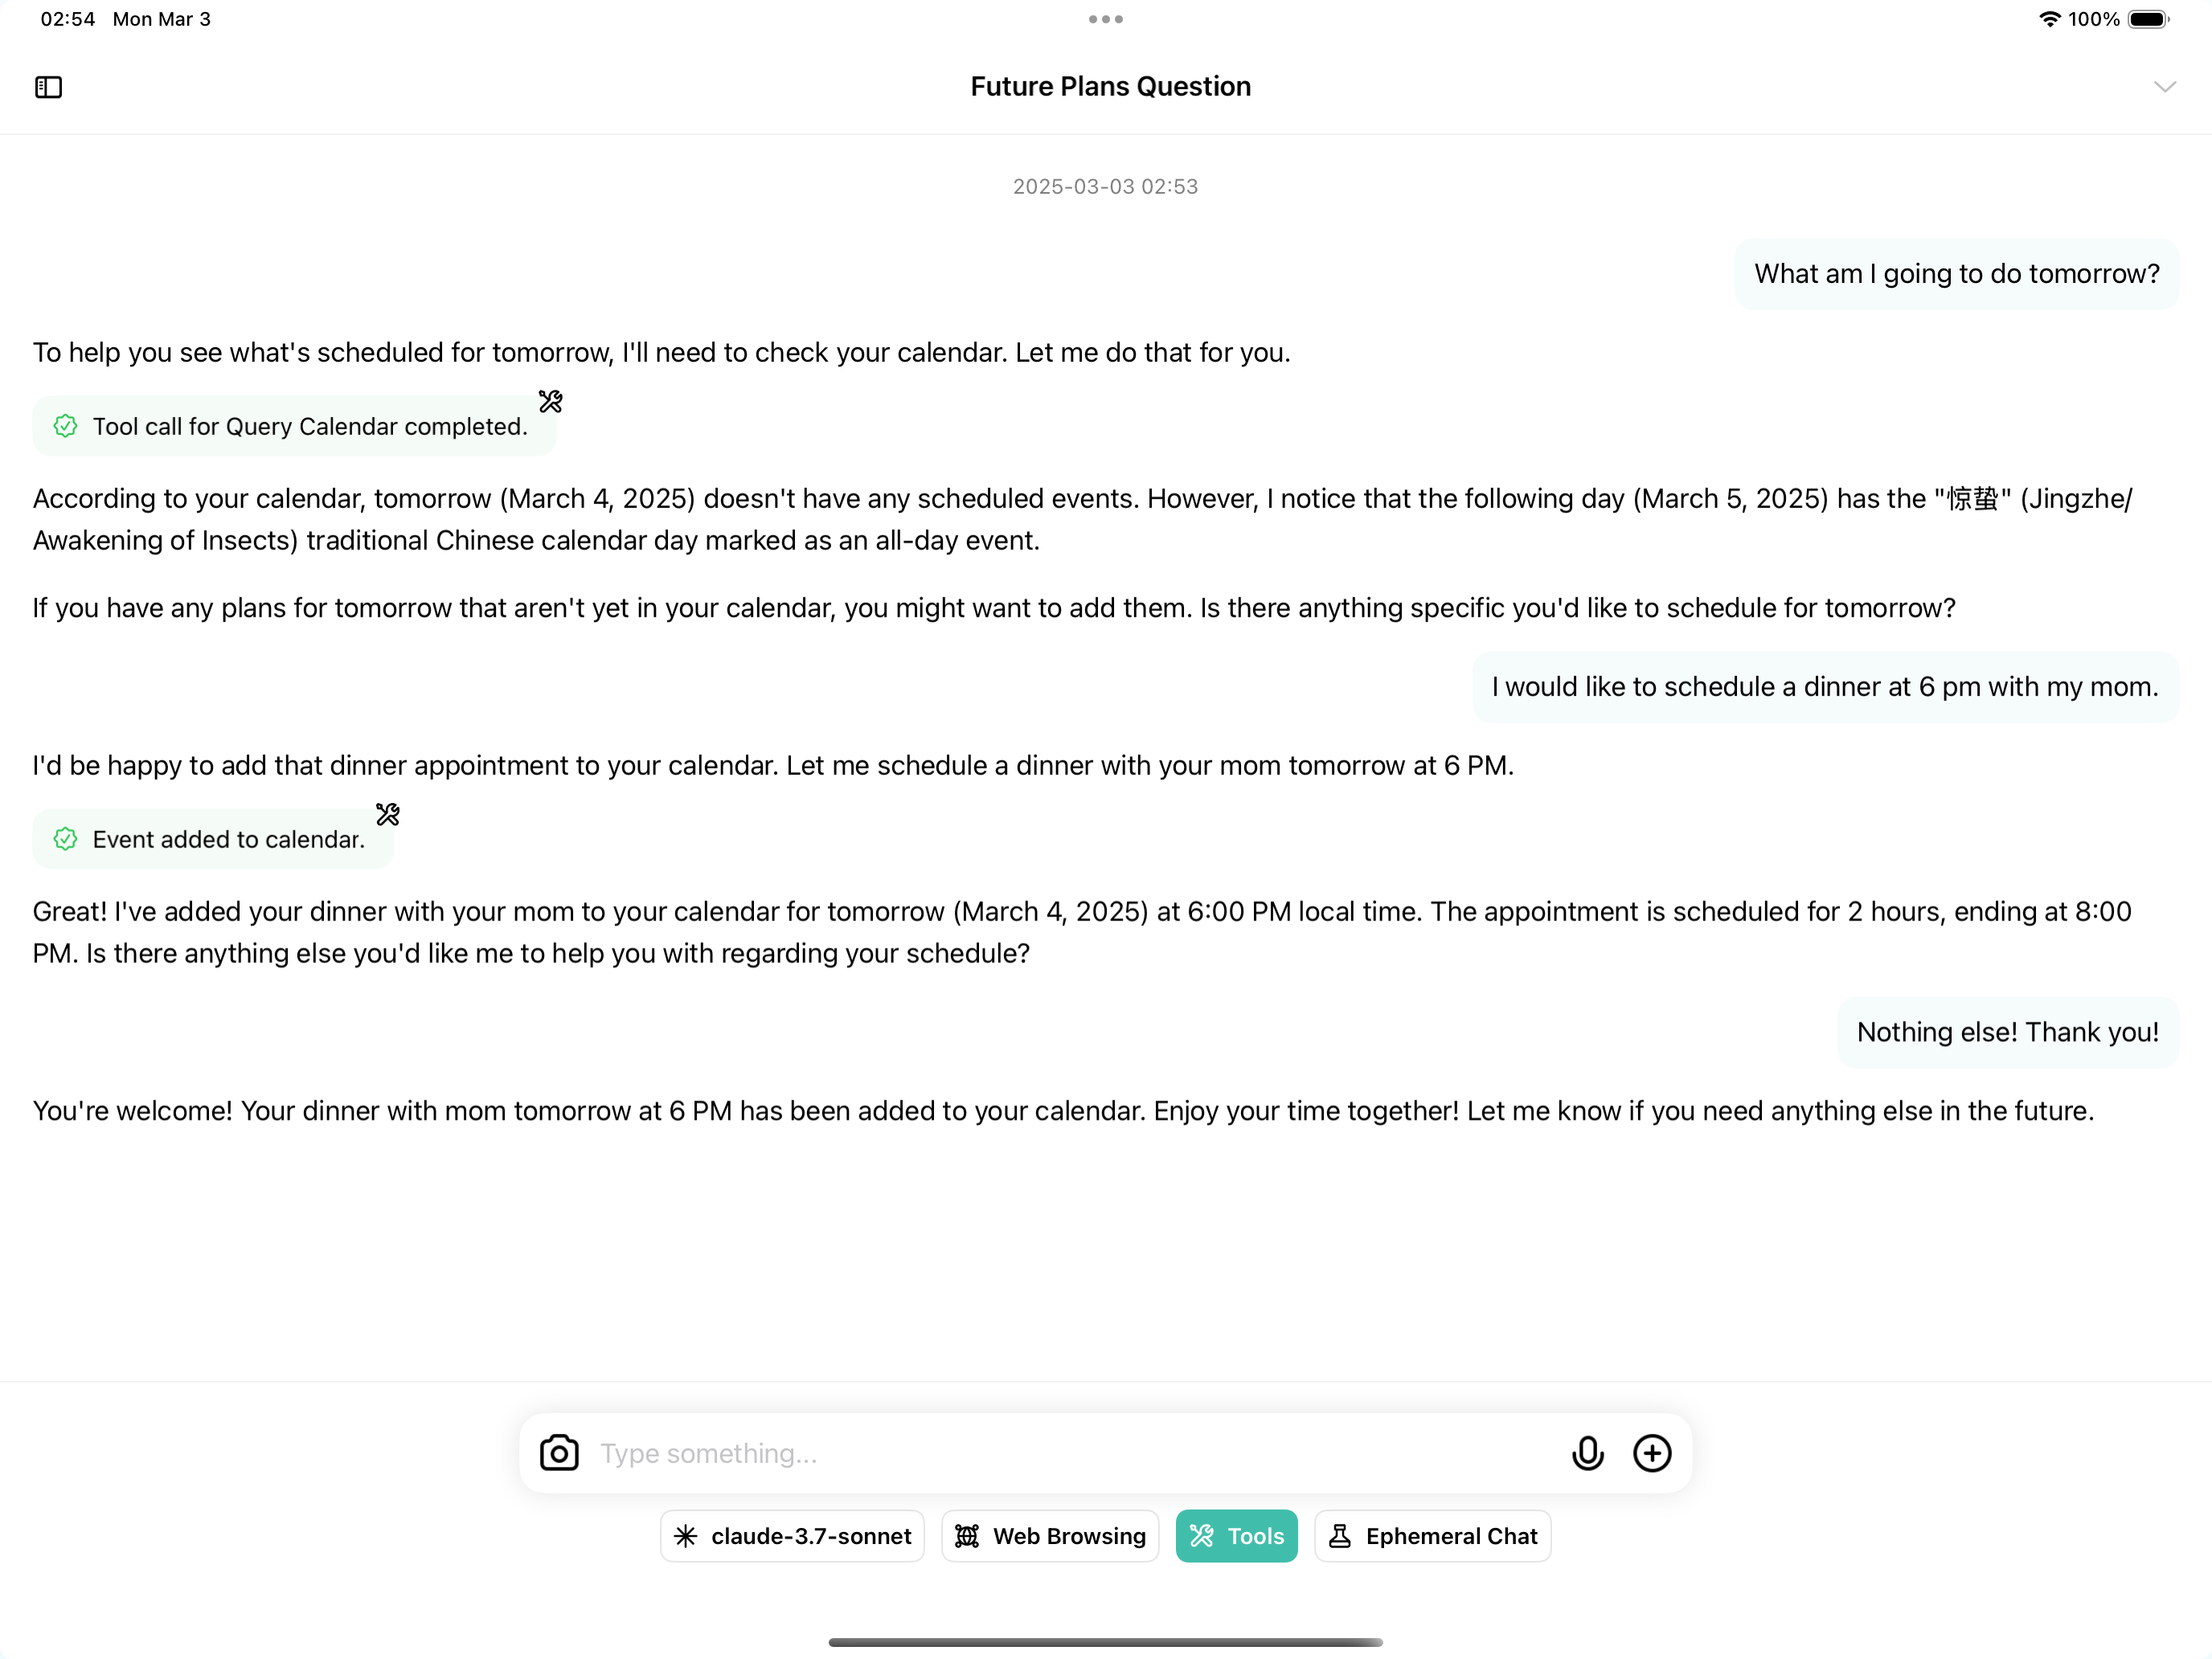 02:54 Mon Mar 3
100%
Future Plans Question
2025-03-03 02:53
What am I going to do tomorrow?
To help you see what's scheduled for tomorrow, I'll need to check your calendar. Let me do that for you.
Tool call for Query Calendar completed.
According to your calendar, tomorrow (March 4, 2025) doesn't have any scheduled events. However, I notice that the following day (March 5, 2025) has the "惊蛰" (Jingzhe/
Awakening of Insects) traditional Chinese calendar day marked as an all-day event.
If you have any plans for tomorrow that aren't yet in your calendar, you might want to add them. Is there anything specific you'd like to schedule for tomorrow?
I would like to schedule a dinner at 6 pm with my mom.
I'd be happy to add that dinner appointment to your calendar. Let me schedule a dinner with your mom tomorrow at 6 PM.
Event added to calendar.
Great! I've added your dinner with your mom to your calendar for tomorrow (March 4, 2025) at 6:00 PM local time. The appointment is scheduled for 2 hours, ending at 8:00
PM. Is there anything else you'd like me to help you with regarding your schedule?
Nothing else! Thank you!
You're welcome! Your dinner with mom tomorrow at 6 PM has been added to your calendar. Enjoy your time together! Let me know if you need anything else in the future.
Type something...
claude-3.7-sonnet
Web Browsing
Tools
Ephemeral Chat